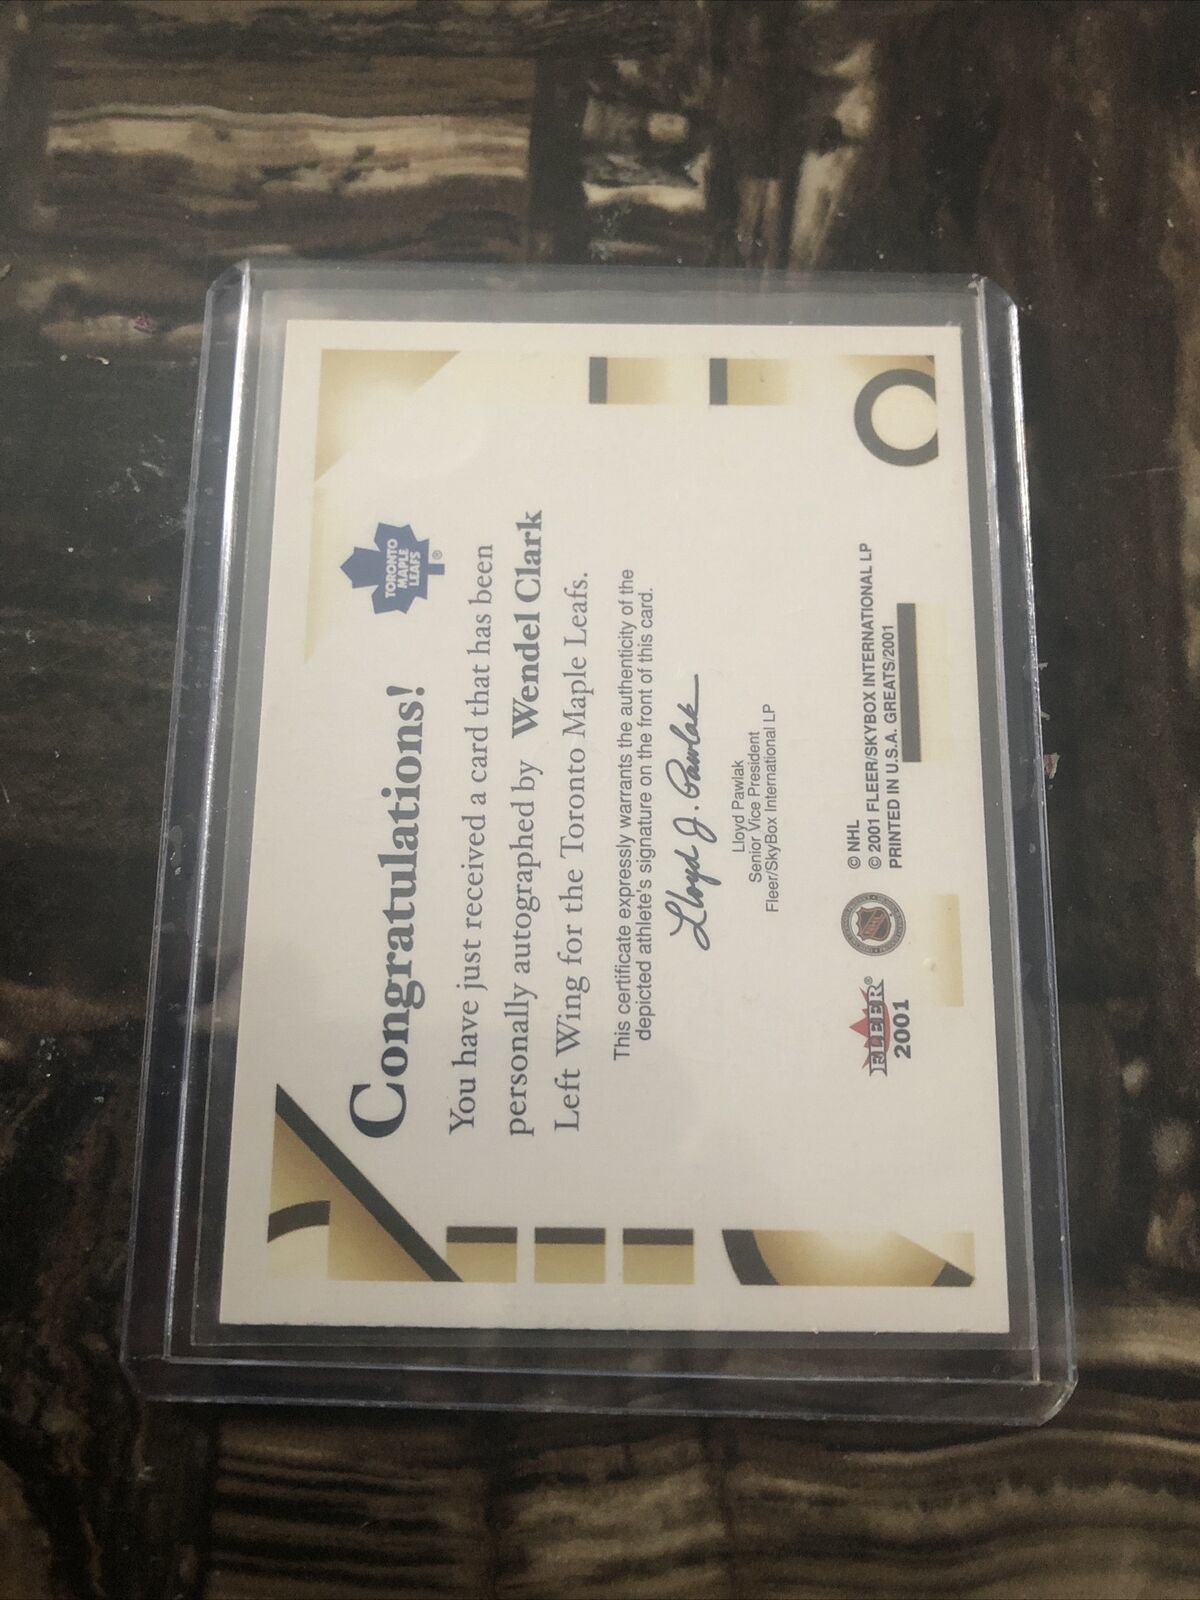 Congratulations!
TORONTO
MAPLE
LEAFS
®
You have just received a card that has been
personally autographed by Wendel Clark
Left Wing for the Toronto Maple Leafs.
This certificate expressly warrants the authenticity of the
depicted athlete's signature on the front of this card.
Lloyd J. Pawlak
Lloyd Pawlak
Senior Vice President
Fleer/SkyBox International LP
FLEER®
2001
NHL
© NHL
© 2001 FLEER/SKYBOX INTERNATIONAL LP
PRINTED IN U.S.A. GREATS/2001